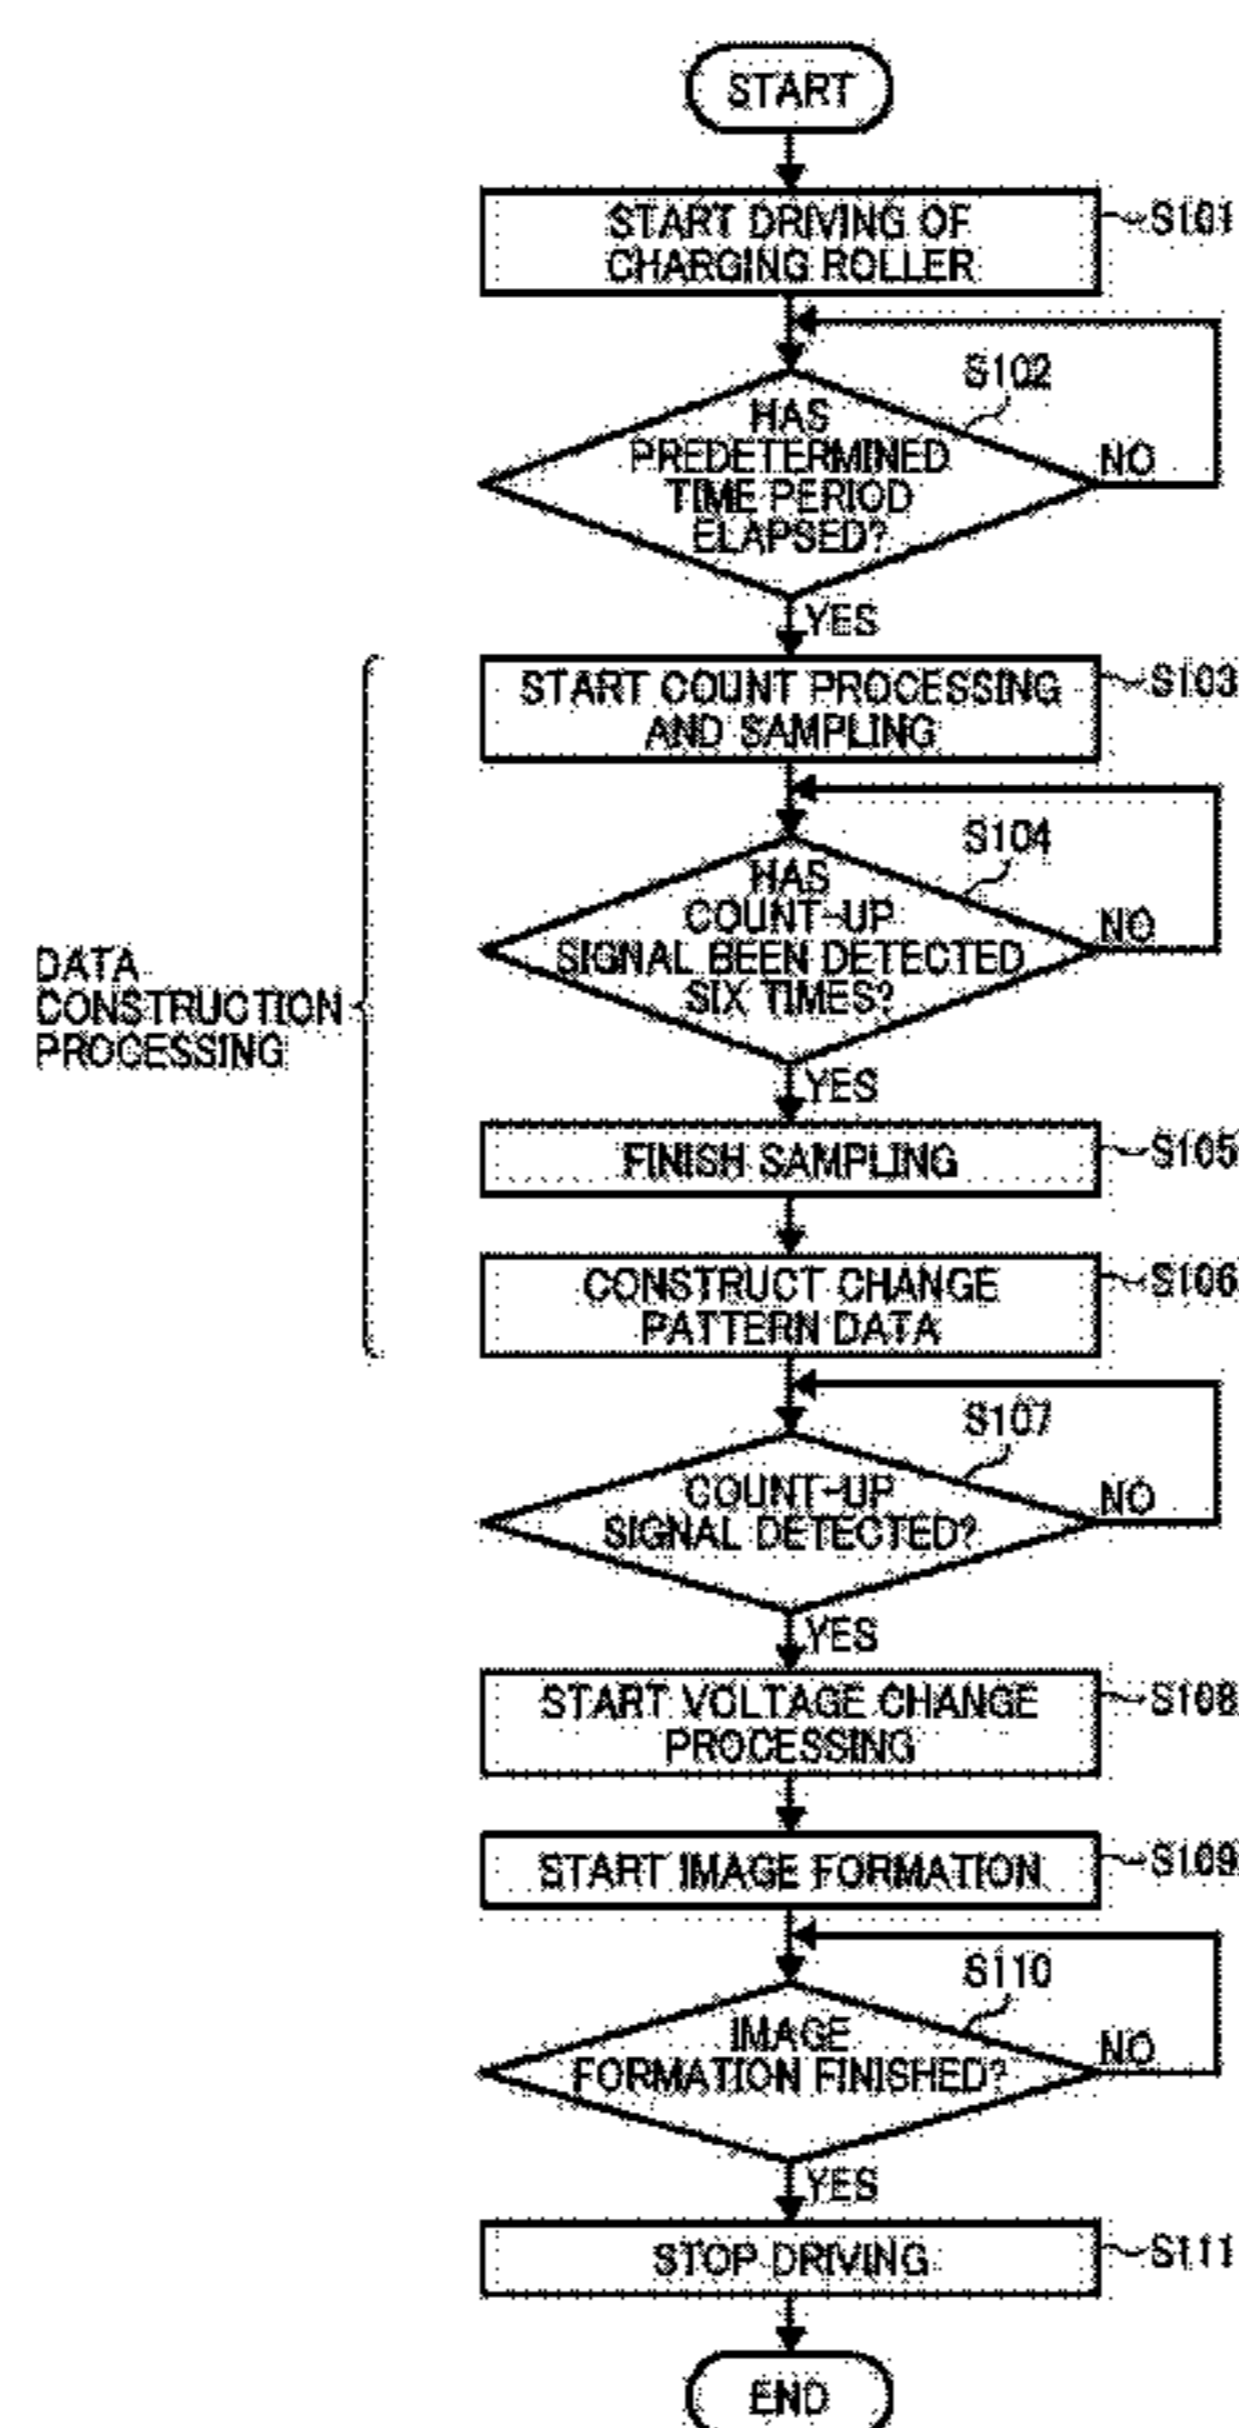 START
START DRIVING OF
CHARGING ROLLER
S101
S102
HAS
PREDETERMINED
TIME PERIOD
ELAPSED?
NO
YES
START COUNT PROCESSING
AND SAMPLING
S103
S104
HAS
COUNT-UP
SIGNAL BEEN DETECTED
SIX TIMES?
NO
YES
DATA
CONSTRUCTION
PROCESSING
FINISH SAMPLING
S105
CONSTRUCT CHANGE
PATTERN DATA
S106
S107
COUNT-UP
SIGNAL DETECTED?
NO
YES
START VOLTAGE CHANGE
PROCESSING
S108
START IMAGE FORMATION
S109
S110
IMAGE
FORMATION FINISHED?
NO
YES
STOP DRIVING
S111
END